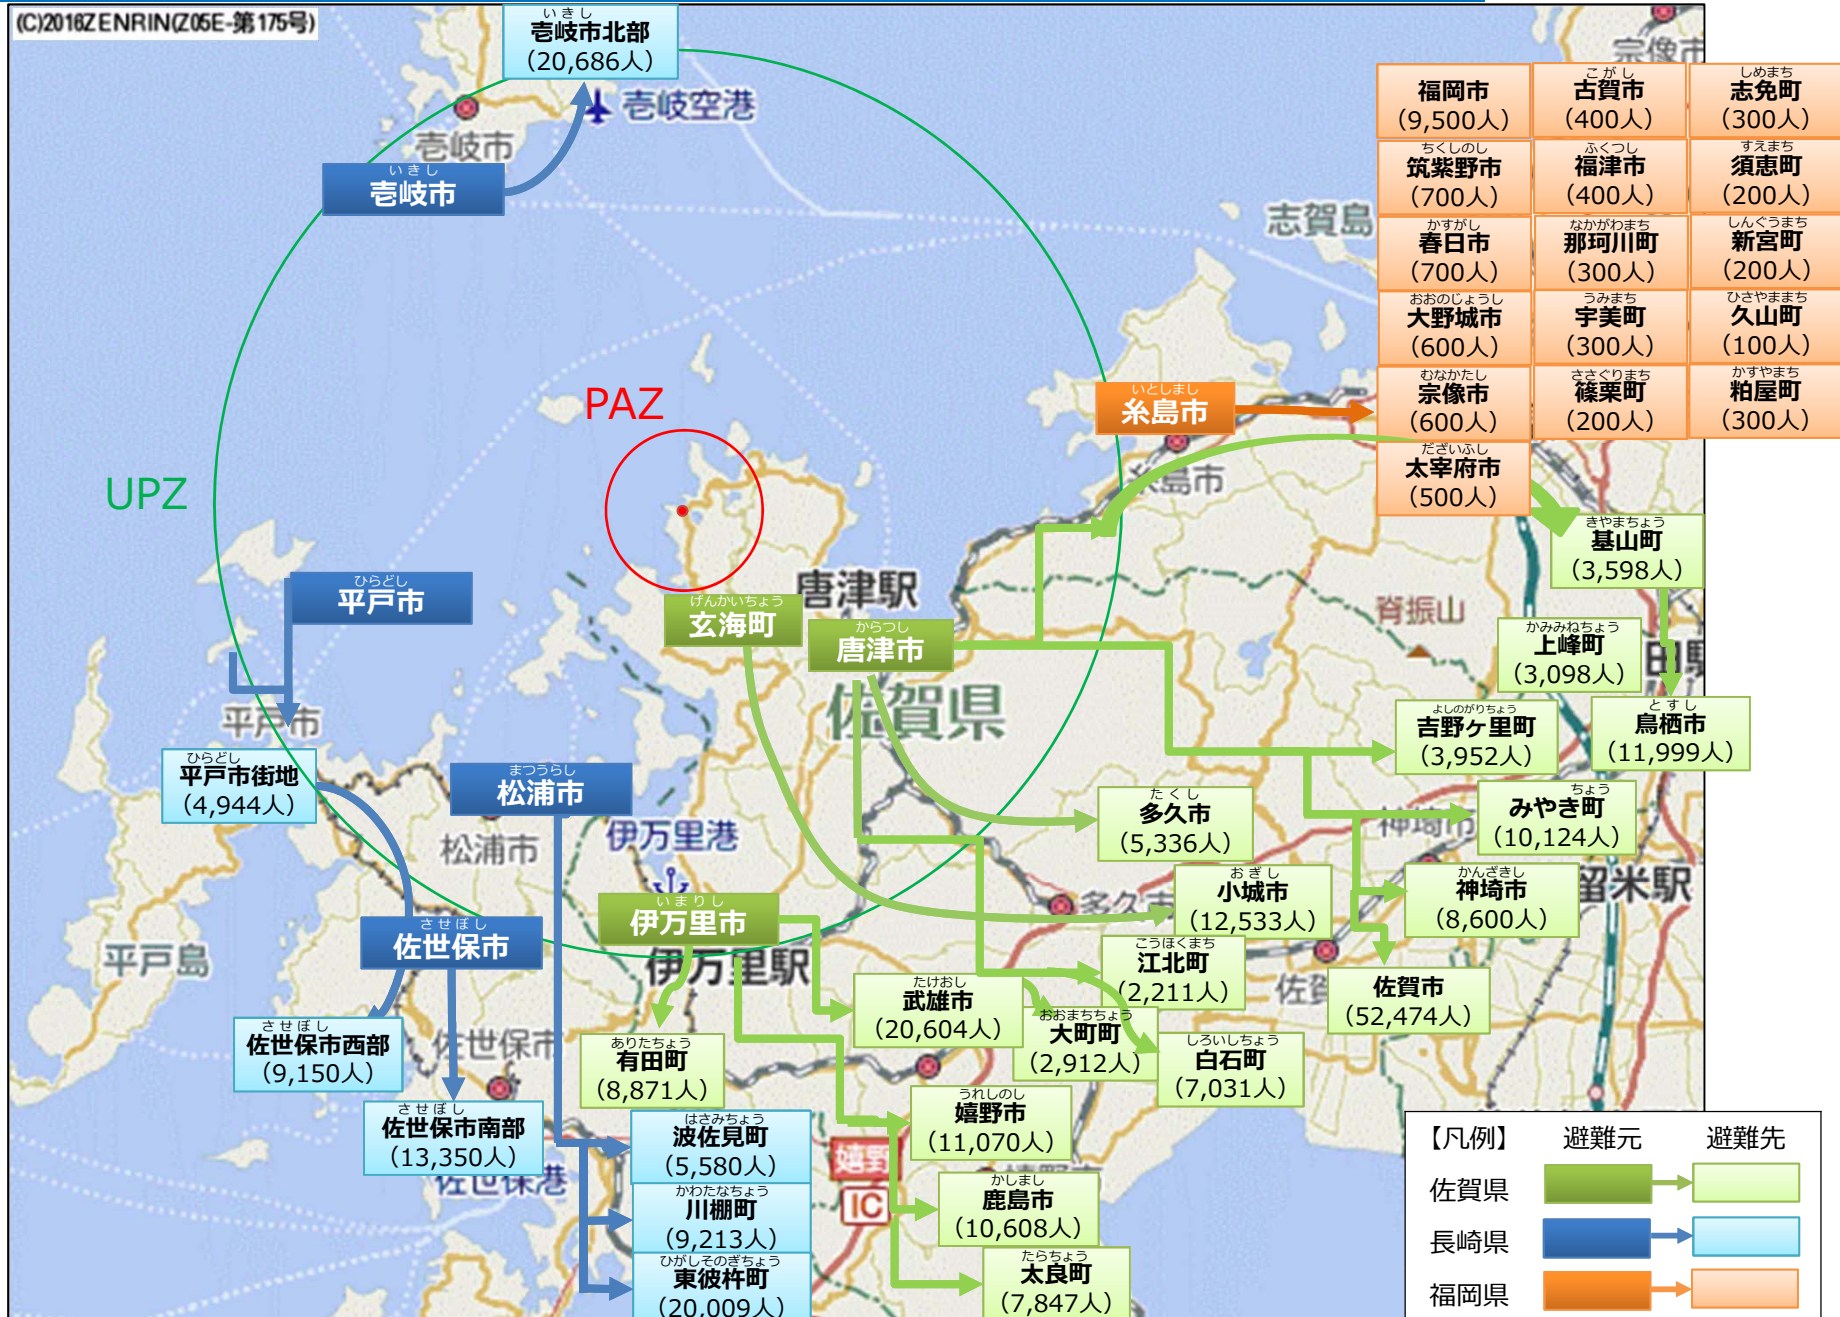 (C)2016ZENRIN(Z05E-第175号)
いきし
壱岐市北部
(20,686人)
壱岐空港
壱岐市
いきし
壱岐市
宗像市
志賀島
福岡市
(9,500人)
こがし
古賀市
(400人)
しめまち
志免町
(300人)
ちくしのし
筑紫野市
(700人)
ふくつし
福津市
(400人)
すえまち
須恵町
(200人)
かすがし
春日市
(700人)
なかがわまち
那珂川町
(300人)
しんぐうまち
新宮町
(200人)
おおのじょうし
大野城市
(600人)
うみまち
宇美町
(300人)
ひさやままち
久山町
(100人)
むなかたし
宗像市
(600人)
ささぐりまち
篠栗町
(200人)
かすやまち
粕屋町
(300人)
だざいふし
太宰府市
(500人)
いとしまし
糸島市
糸島市
PAZ
UPZ
きやまちょう
基山町
(3,598人)
ひらどし
平戸市
げんかいちょう
玄海町
唐津駅
からつし
唐津市
脊振山
かみみねちょう
上峰町
(3,098人)
田駅
佐賀県
平戸市
よしのがりちょう
吉野ヶ里町
(3,952人)
とすし
鳥栖市
(11,999人)
ひらどし
平戸市街地
(4,944人)
まつうらし
松浦市
松浦市
伊万里港
たくし
多久市
(5,336人)
ちょう
みやき町
(10,124人)
神埼市
おぎし
小城市
(12,533人)
多久市
かんざきし
神埼市
(8,600人)
留米駅
いまりし
伊万里市
伊万里駅
させぼし
佐世保市
平戸島
こうほくまち
江北町
(2,211人)
佐賀
佐賀市
(52,474人)
たけおし
武雄市
(20,604人)
おおまちちょう
大町町
(2,912人)
しろいしちょう
白石町
(7,031人)
させぼし
佐世保市西部
(9,150人)
佐世保市
ありたちょう
有田町
(8,871人)
させぼし
佐世保市南部
(13,350人)
佐世保港
はさみちょう
波佐見町
(5,580人)
うれしのし
嬉野市
(11,070人)
嬉野
IC
かわたなちょう
川棚町
(9,213人)
かしまし
鹿島市
(10,608人)
ひがしそのぎちょう
東彼杵町
(20,009人)
たらちょう
太良町
(7,847人)
【凡例】 避難元 避難先
佐賀県
長崎県
福岡県